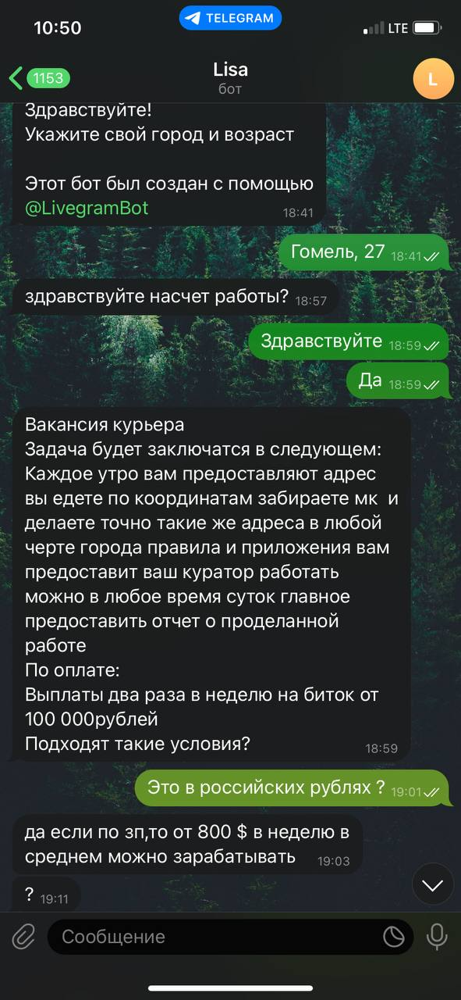 10:50
TELEGRAM
LTE
1153
Lisa
бот
Здравствуйте!
Укажите свой город и возраст
Этот бот был создан с помощью
@LivegramBot
18:41
Гомель, 27 18:41
здравствуйте насчет работы? 18:57
Здравствуйте 18:59
Да 18:59
Вакансия курьера
Задача будет заключатся в следующем:
Каждое утро вам предоставляют адрес
вы едете по координатам забираете мк и
делаете точно такие же адреса в любой
черте города правила и приложения вам
предоставит ваш куратор работать
можно в любое время суток главное
предоставить отчет о проделанной
работе
По оплате:
Выплаты два раза в неделю на биток от
100 000рублей
Подходят такие условия?
18:59
Это в российских рублях ? 19:01
да если по зп,то от 800 $ в неделю в
среднем можно зарабатывать 19:03
? 19:11
Сообщение
L